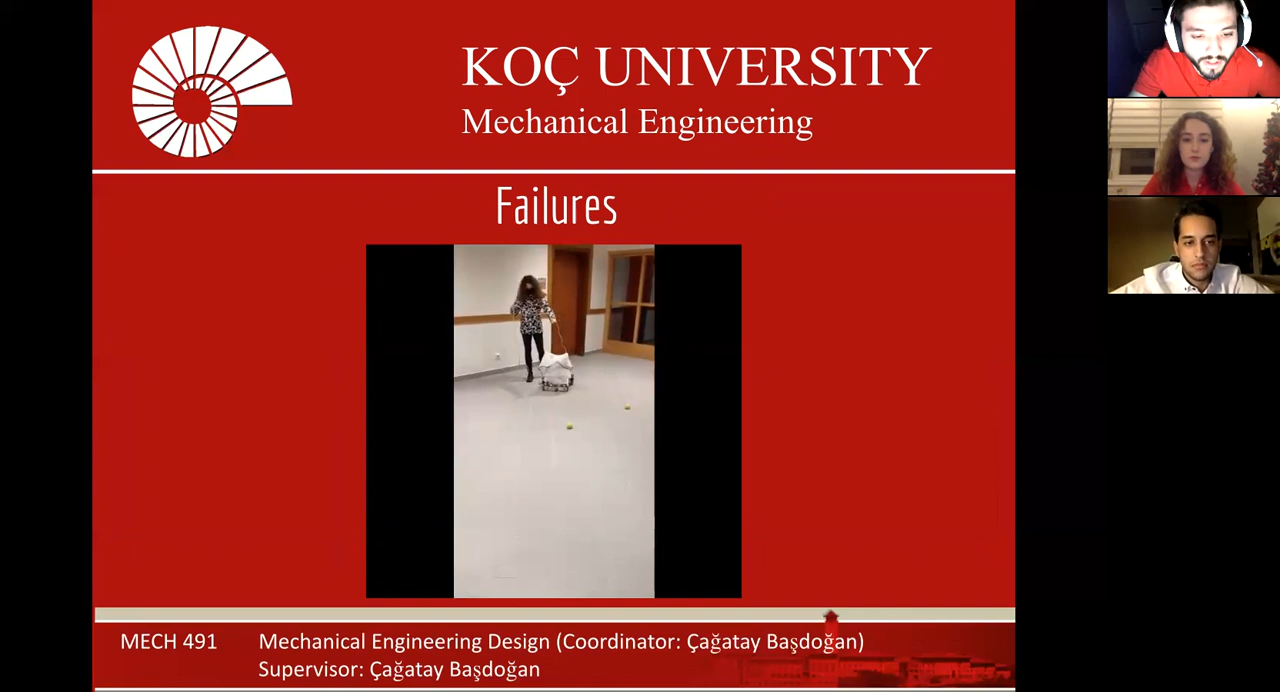 KOÇ UNIVERSITY
Mechanical Engineering
Failures
MECH 491 Mechanical Engineering Design (Coordinator: Çağatay Başdoğan)
Supervisor: Çağatay Başdoğan